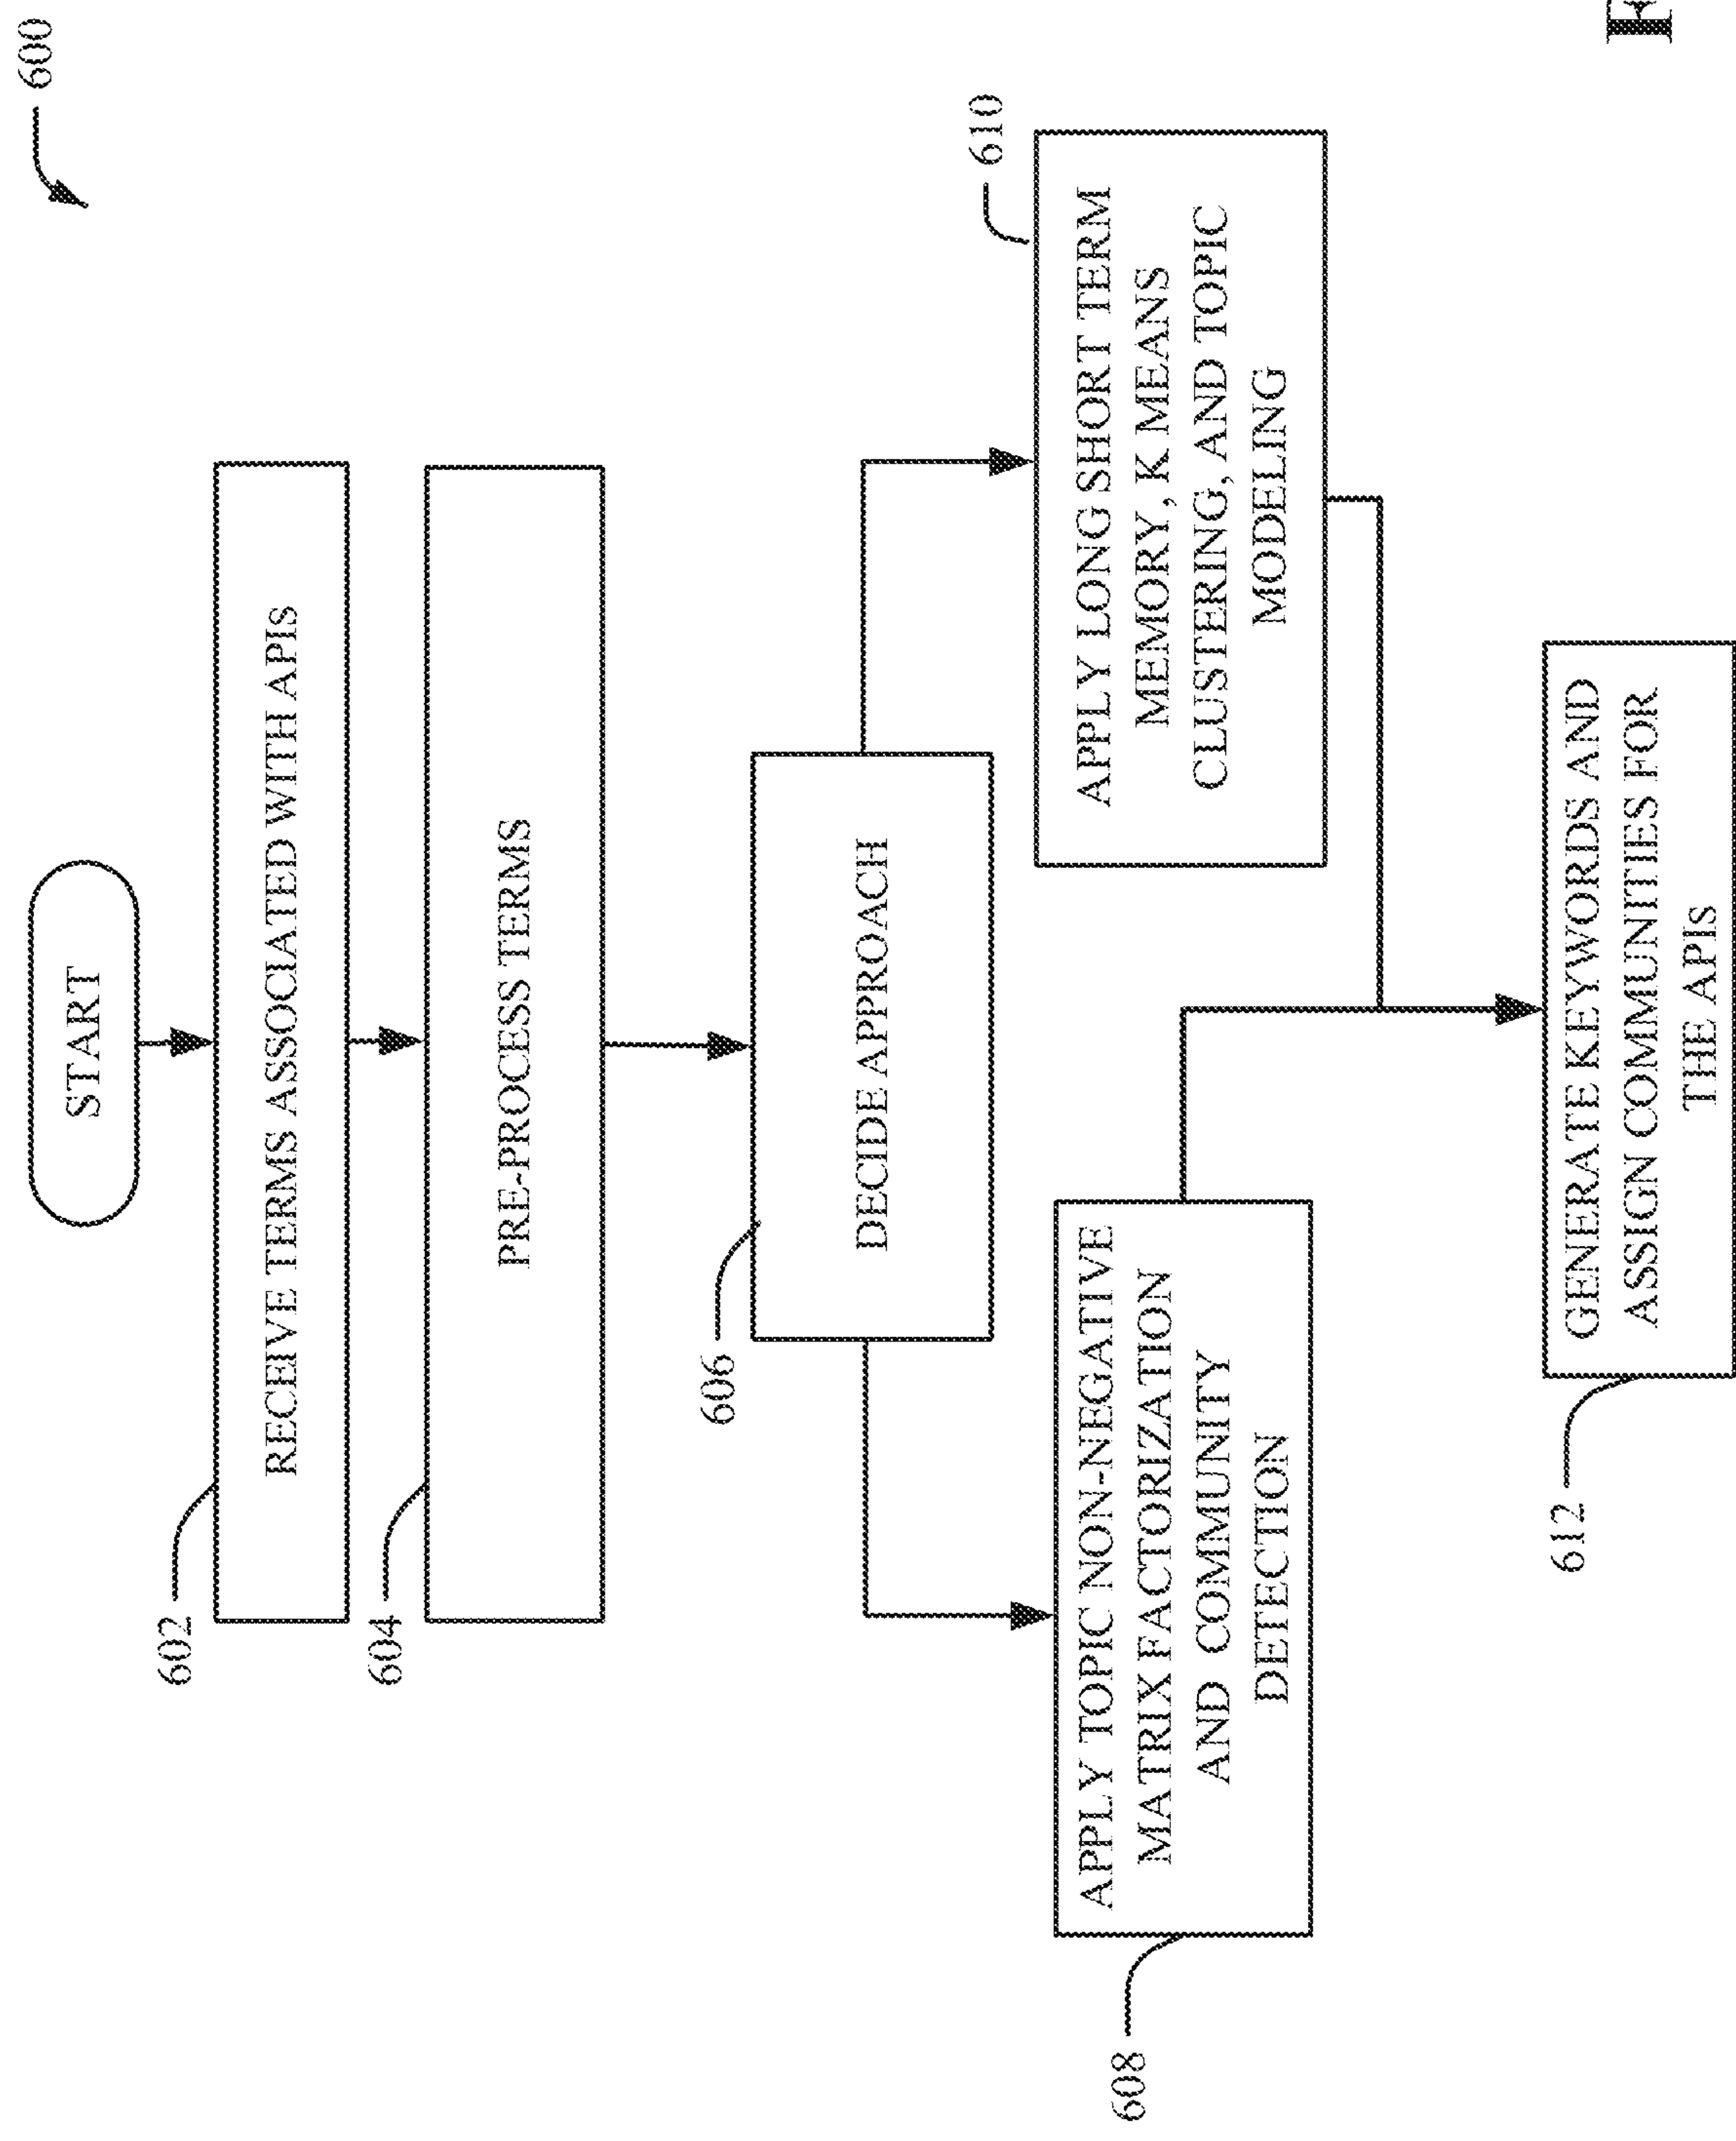 600
START
602
RECEIVE TERMS ASSOCIATED WITH APIs
604
PRE-PROCESS TERMS
606
DECIDE APPROACH
608
APPLY TOPIC NON-NEGATIVE
MATRIX FACTORIZATION
AND COMMUNITY
DETECTION
610
APPLY LONG SHORT TERM
MEMORY, K MEANS
CLUSTERING, AND TOPIC
MODELING
612
GENERATE KEYWORDS AND
ASSIGN COMMUNITIES FOR
THE APIs